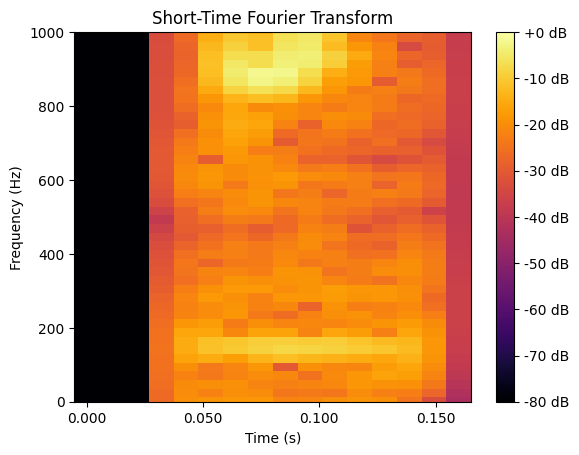 Short-Time Fourier Transform
Frequency (Hz)
1000
800
600
400
200
0
0.000
0.050
0.100
0.150
Time (s)
+0 dB
-10 dB
-20 dB
-30 dB
-40 dB
-50 dB
-60 dB
-70 dB
-80 dB